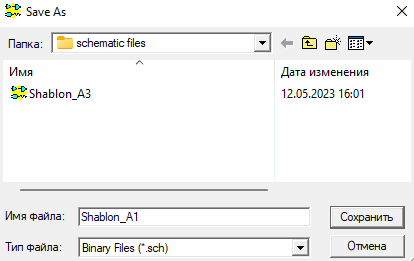 Save As
Папка: schematic files
Имя Дата изменения
Shablon_A3 12.05.2023 16:01
Имя файла: Shablon_A1 Сохранить
Тип файла: Binary Files (*.sch) Отмена